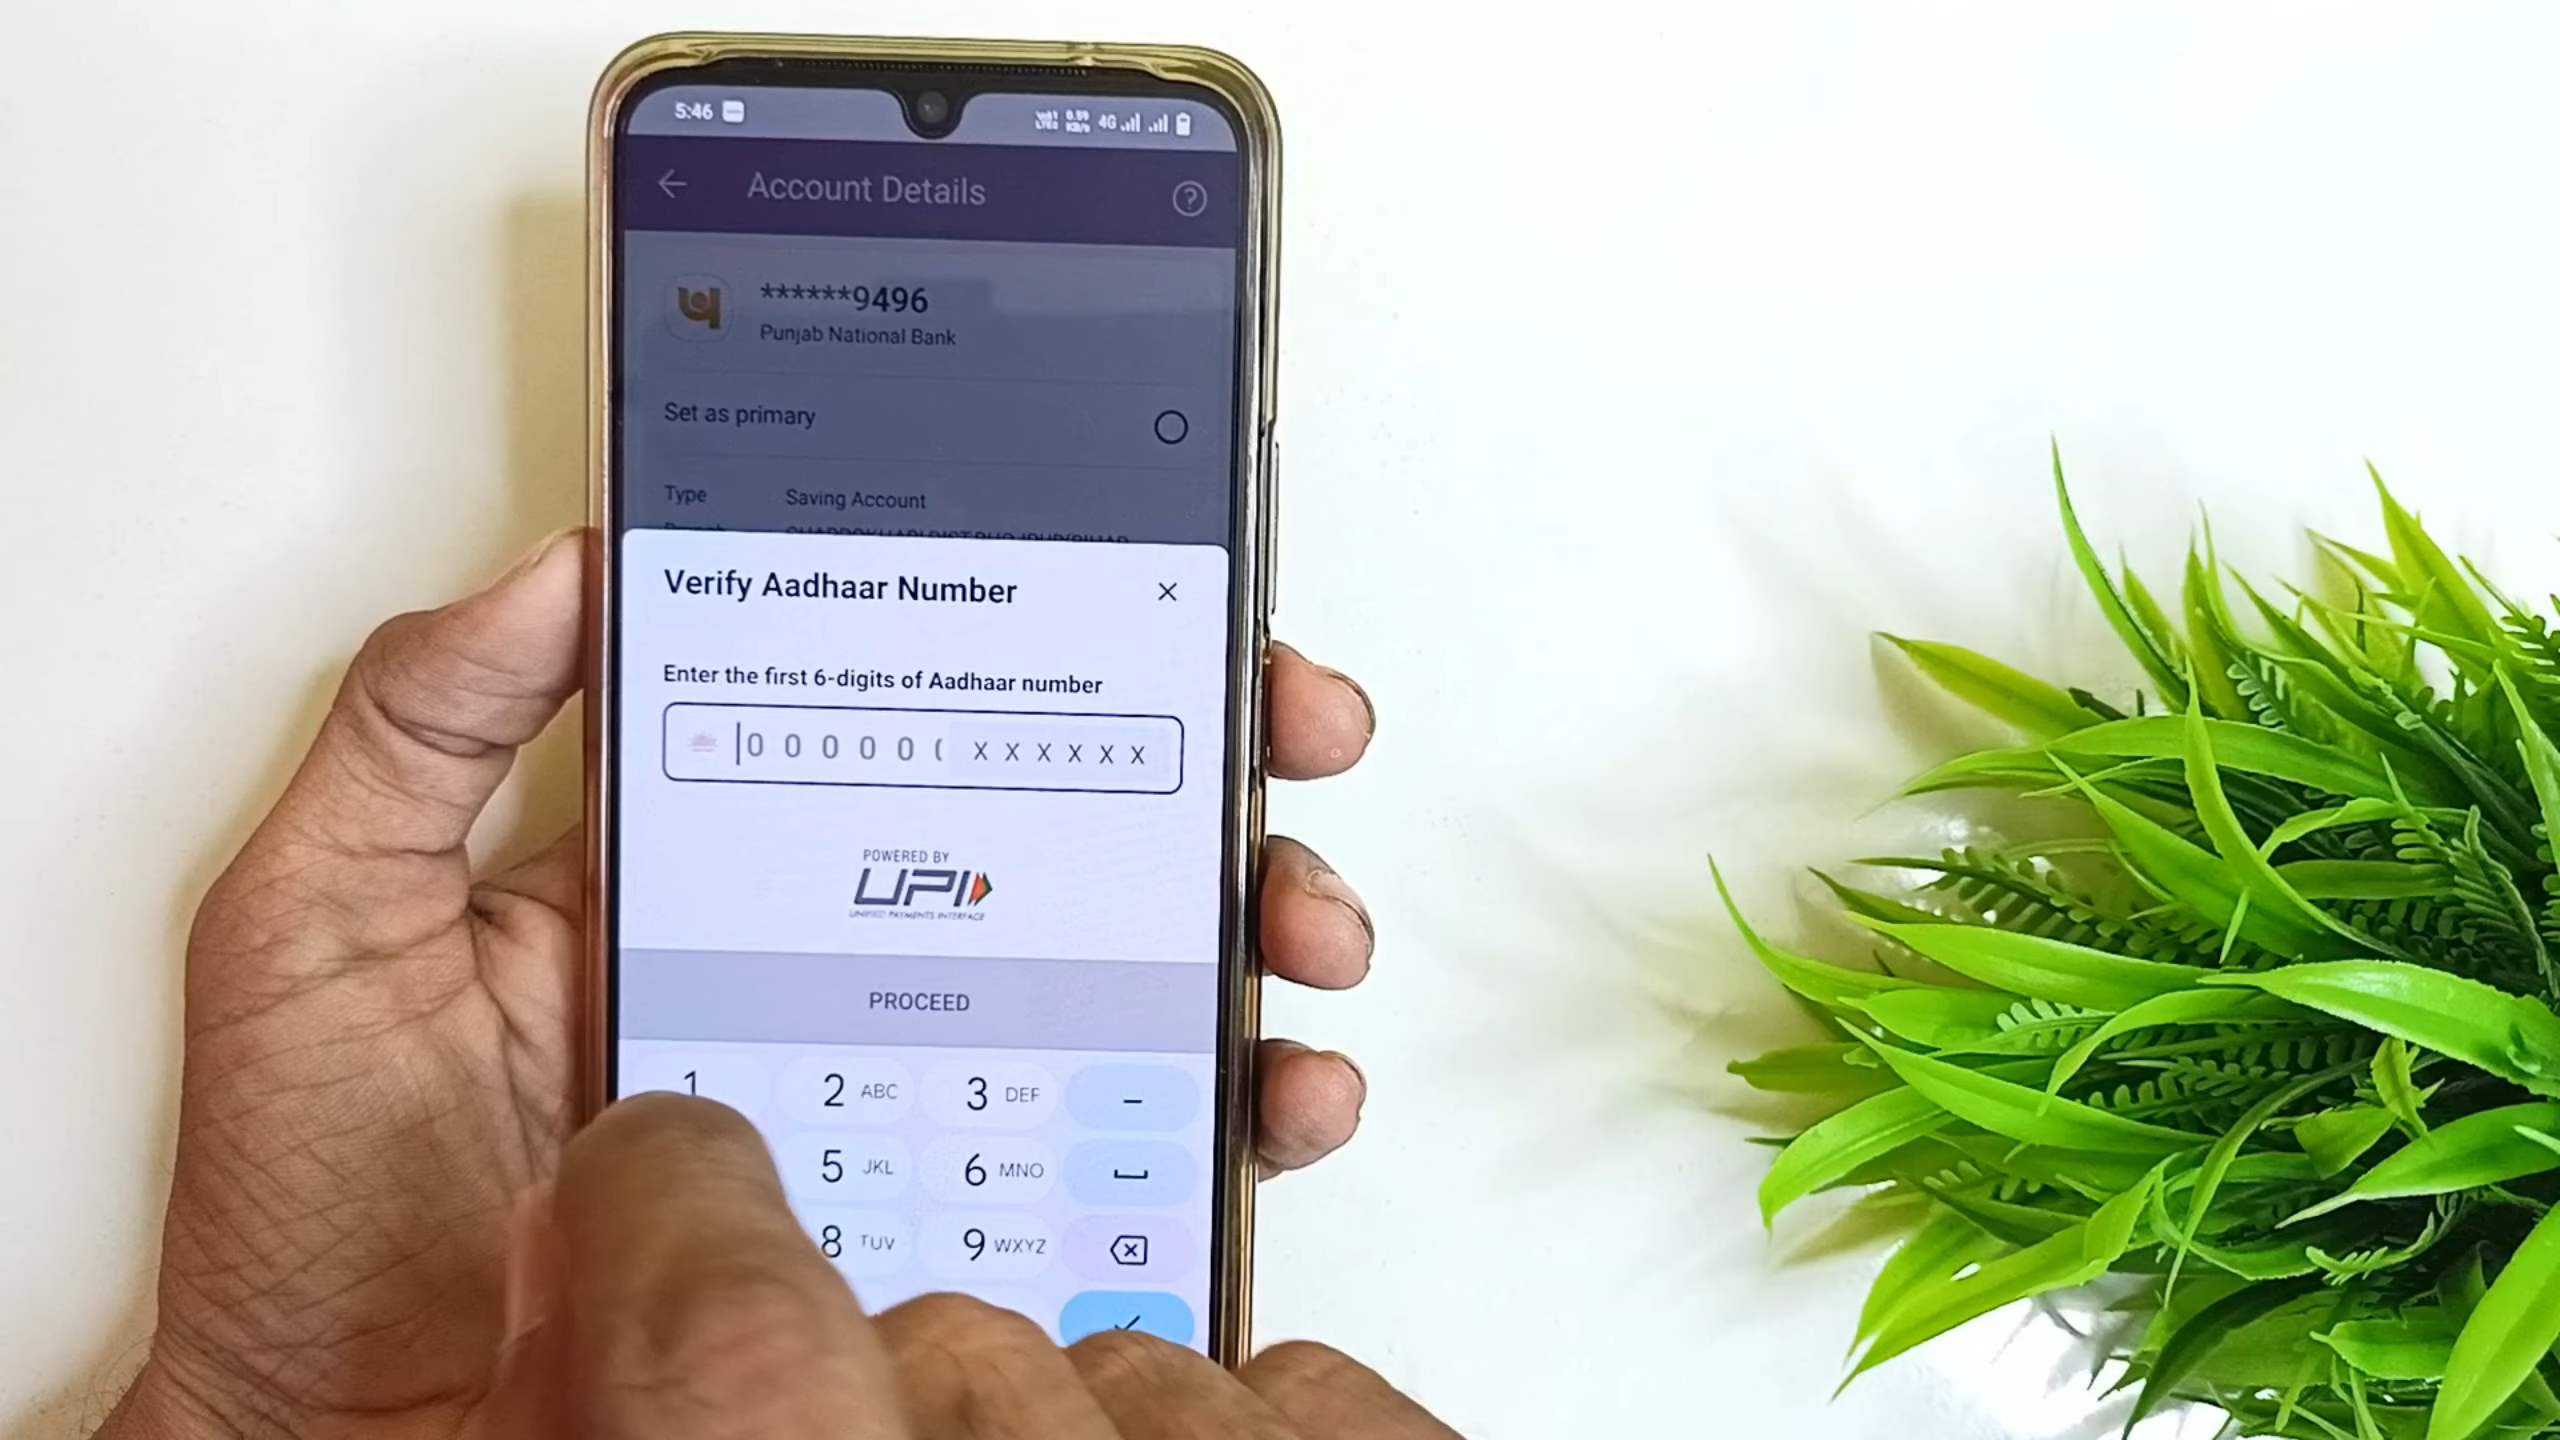 5:46
4G
Account Details
?
******9496
Punjab National Bank
Set as primary
Type Saving Account
Verify Aadhaar Number
Enter the first 6-digits of Aadhaar number
0 0 0 0 0 X X X X X X
POWERED BY
UPI
UNIFIED PAYMENTS INTERFACE
PROCEED
1 2 ABC 3 DEF -
5 JKL 6 MNO
8 TUV 9 WXYZ